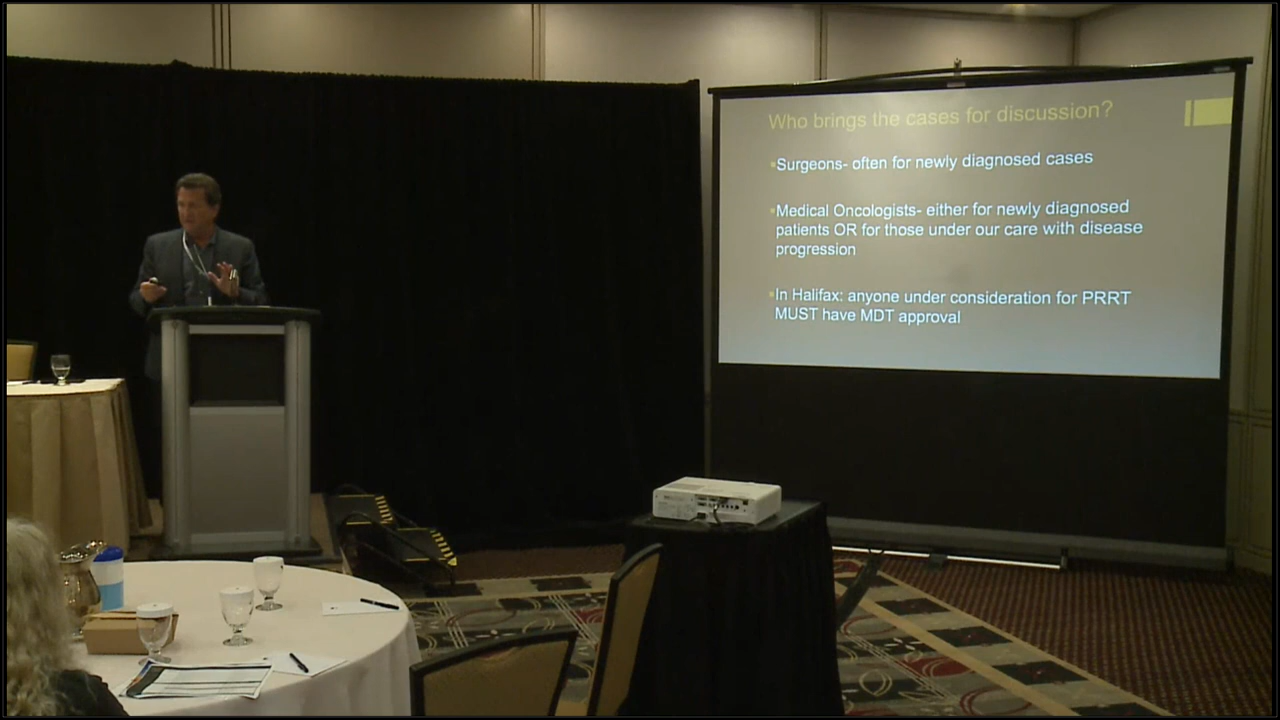 Who brings the cases for discussion?
Surgeons- often for newly diagnosed cases
Medical Oncologists- either for newly diagnosed
patients OR for those under our care with disease
progression
In Halifax: anyone under consideration for PRRT
MUST have MDT approval